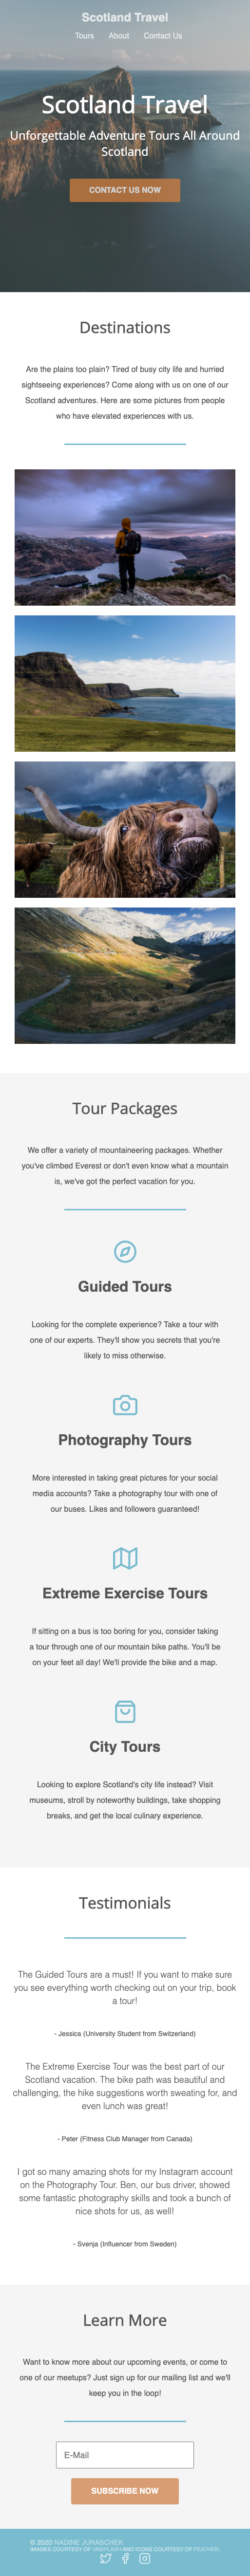 Scotland Travel
Tours About Contact Us
Scotland Travel
Unforgettable Adventure Tours All Around
Scotland
CONTACT US NOW
Destinations
Are the plains too plain? Tired of busy city life and hurried
sightseeing experiences? Come along with us on one of our
Scotland adventures. Here are some pictures from people
who have elevated experiences with us.
Tour Packages
We offer a variety of mountaineering packages. Whether
you've climbed Everest or don't even know what a mountain
is, we've got the perfect vacation for you.
Guided Tours
Looking for the complete experience? Take a tour with
one of our experts. They'll show you secrets that you're
likely to miss otherwise.
Photography Tours
More interested in taking great pictures for your social
media accounts? Take a photography tour with one of
our buses. Likes and followers guaranteed!
Extreme Exercise Tours
If sitting on a bus is too boring for you, consider taking
a tour through one of our mountain bike paths. You'll be
on your feet all day! We'll provide the bike and a map.
City Tours
Looking to explore Scotland's city life instead? Visit
museums, stroll by noteworthy buildings, take shopping
breaks, and get the local culinary experience.
Testimonials
The Guided Tours are a must! If you want to make sure
you see everything worth checking out on your trip, book
a tour!
- Jessica (University Student from Switzerland)
The Extreme Exercise Tour was the best part of our
Scotland vacation. The bike path was beautiful and
challenging, the hike suggestions worth sweating for, and
even lunch was great!
- Peter (Fitness Club Manager from Canada)
I got so many amazing shots for my Instagram account
on the Photography Tour. Ben, our bus driver, showed
some fantastic photography skills and took a bunch of
nice shots for us, as well!
- Svenja (Influencer from Sweden)
Learn More
Want to know more about our upcoming events, or come to
one of our meetups? Just sign up for our mailing list and we'll
keep you in the loop!
E-Mail
SUBSCRIBE NOW
© 2020 NADINE JURASCHEK
IMAGES COURTESY OF UNSPLASH AND ICONS COURTESY OF FEATHER.